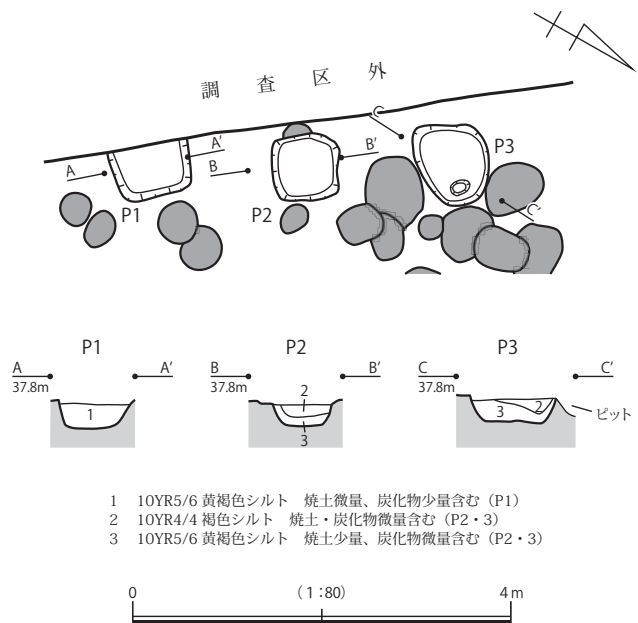 調査区外
A A' B B' C C'
P1 P2 P3
P1 P2 P3
A A' B B' C C'
37.8m 37.8m 37.8m
1 2 3 3 2 ピット
1 10YR5/6 黄褐色シルト 焼土微量、炭化物少量含む（P1）
2 10YR4/4 褐色シルト 焼土・炭化物微量含む（P2・3）
3 10YR5/6 黄褐色シルト 焼土少量、炭化物微量含む（P2・3）
0 （1：80） 4 m